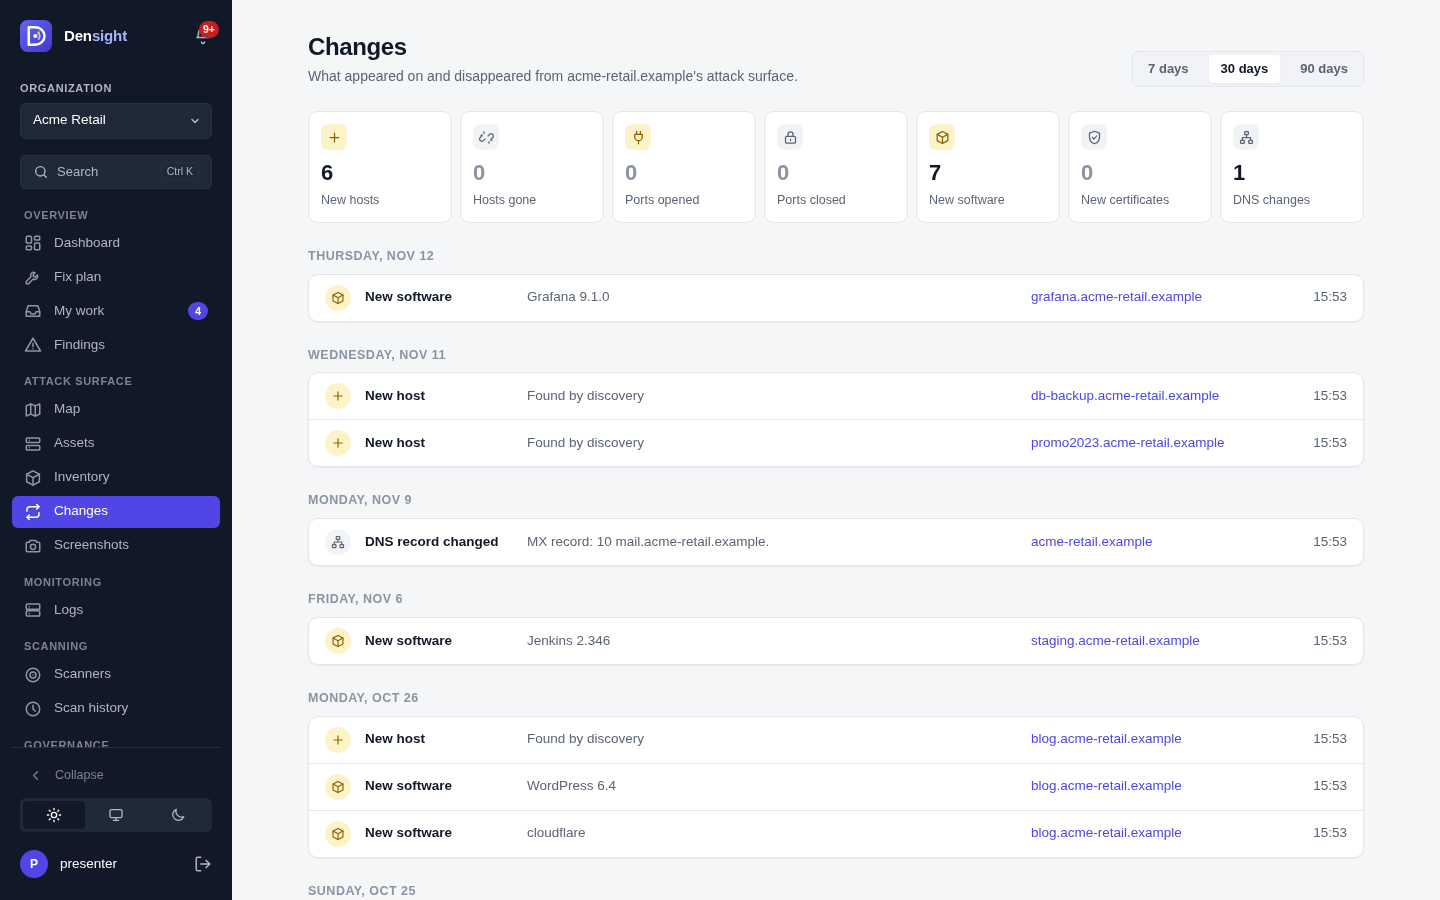 Densight
9+
ORGANIZATION
Acme Retail
Search
Ctrl K
OVERVIEW
Dashboard
Fix plan
My work
4
Findings
ATTACK SURFACE
Map
Assets
Inventory
Changes
Screenshots
MONITORING
Logs
SCANNING
Scanners
Scan history
GOVERNANCE
Collapse
P
presenter
Changes
What appeared on and disappeared from acme-retail.example's attack surface.
7 days
30 days
90 days
6
New hosts
0
Hosts gone
0
Ports opened
0
Ports closed
7
New software
0
New certificates
1
DNS changes
THURSDAY, NOV 12
New software Grafana 9.1.0 grafana.acme-retail.example 15:53
WEDNESDAY, NOV 11
New host Found by discovery db-backup.acme-retail.example 15:53
New host Found by discovery promo2023.acme-retail.example 15:53
MONDAY, NOV 9
DNS record changed MX record: 10 mail.acme-retail.example. acme-retail.example 15:53
FRIDAY, NOV 6
New software Jenkins 2.346 staging.acme-retail.example 15:53
MONDAY, OCT 26
New host Found by discovery blog.acme-retail.example 15:53
New software WordPress 6.4 blog.acme-retail.example 15:53
New software cloudflare blog.acme-retail.example 15:53
SUNDAY, OCT 25